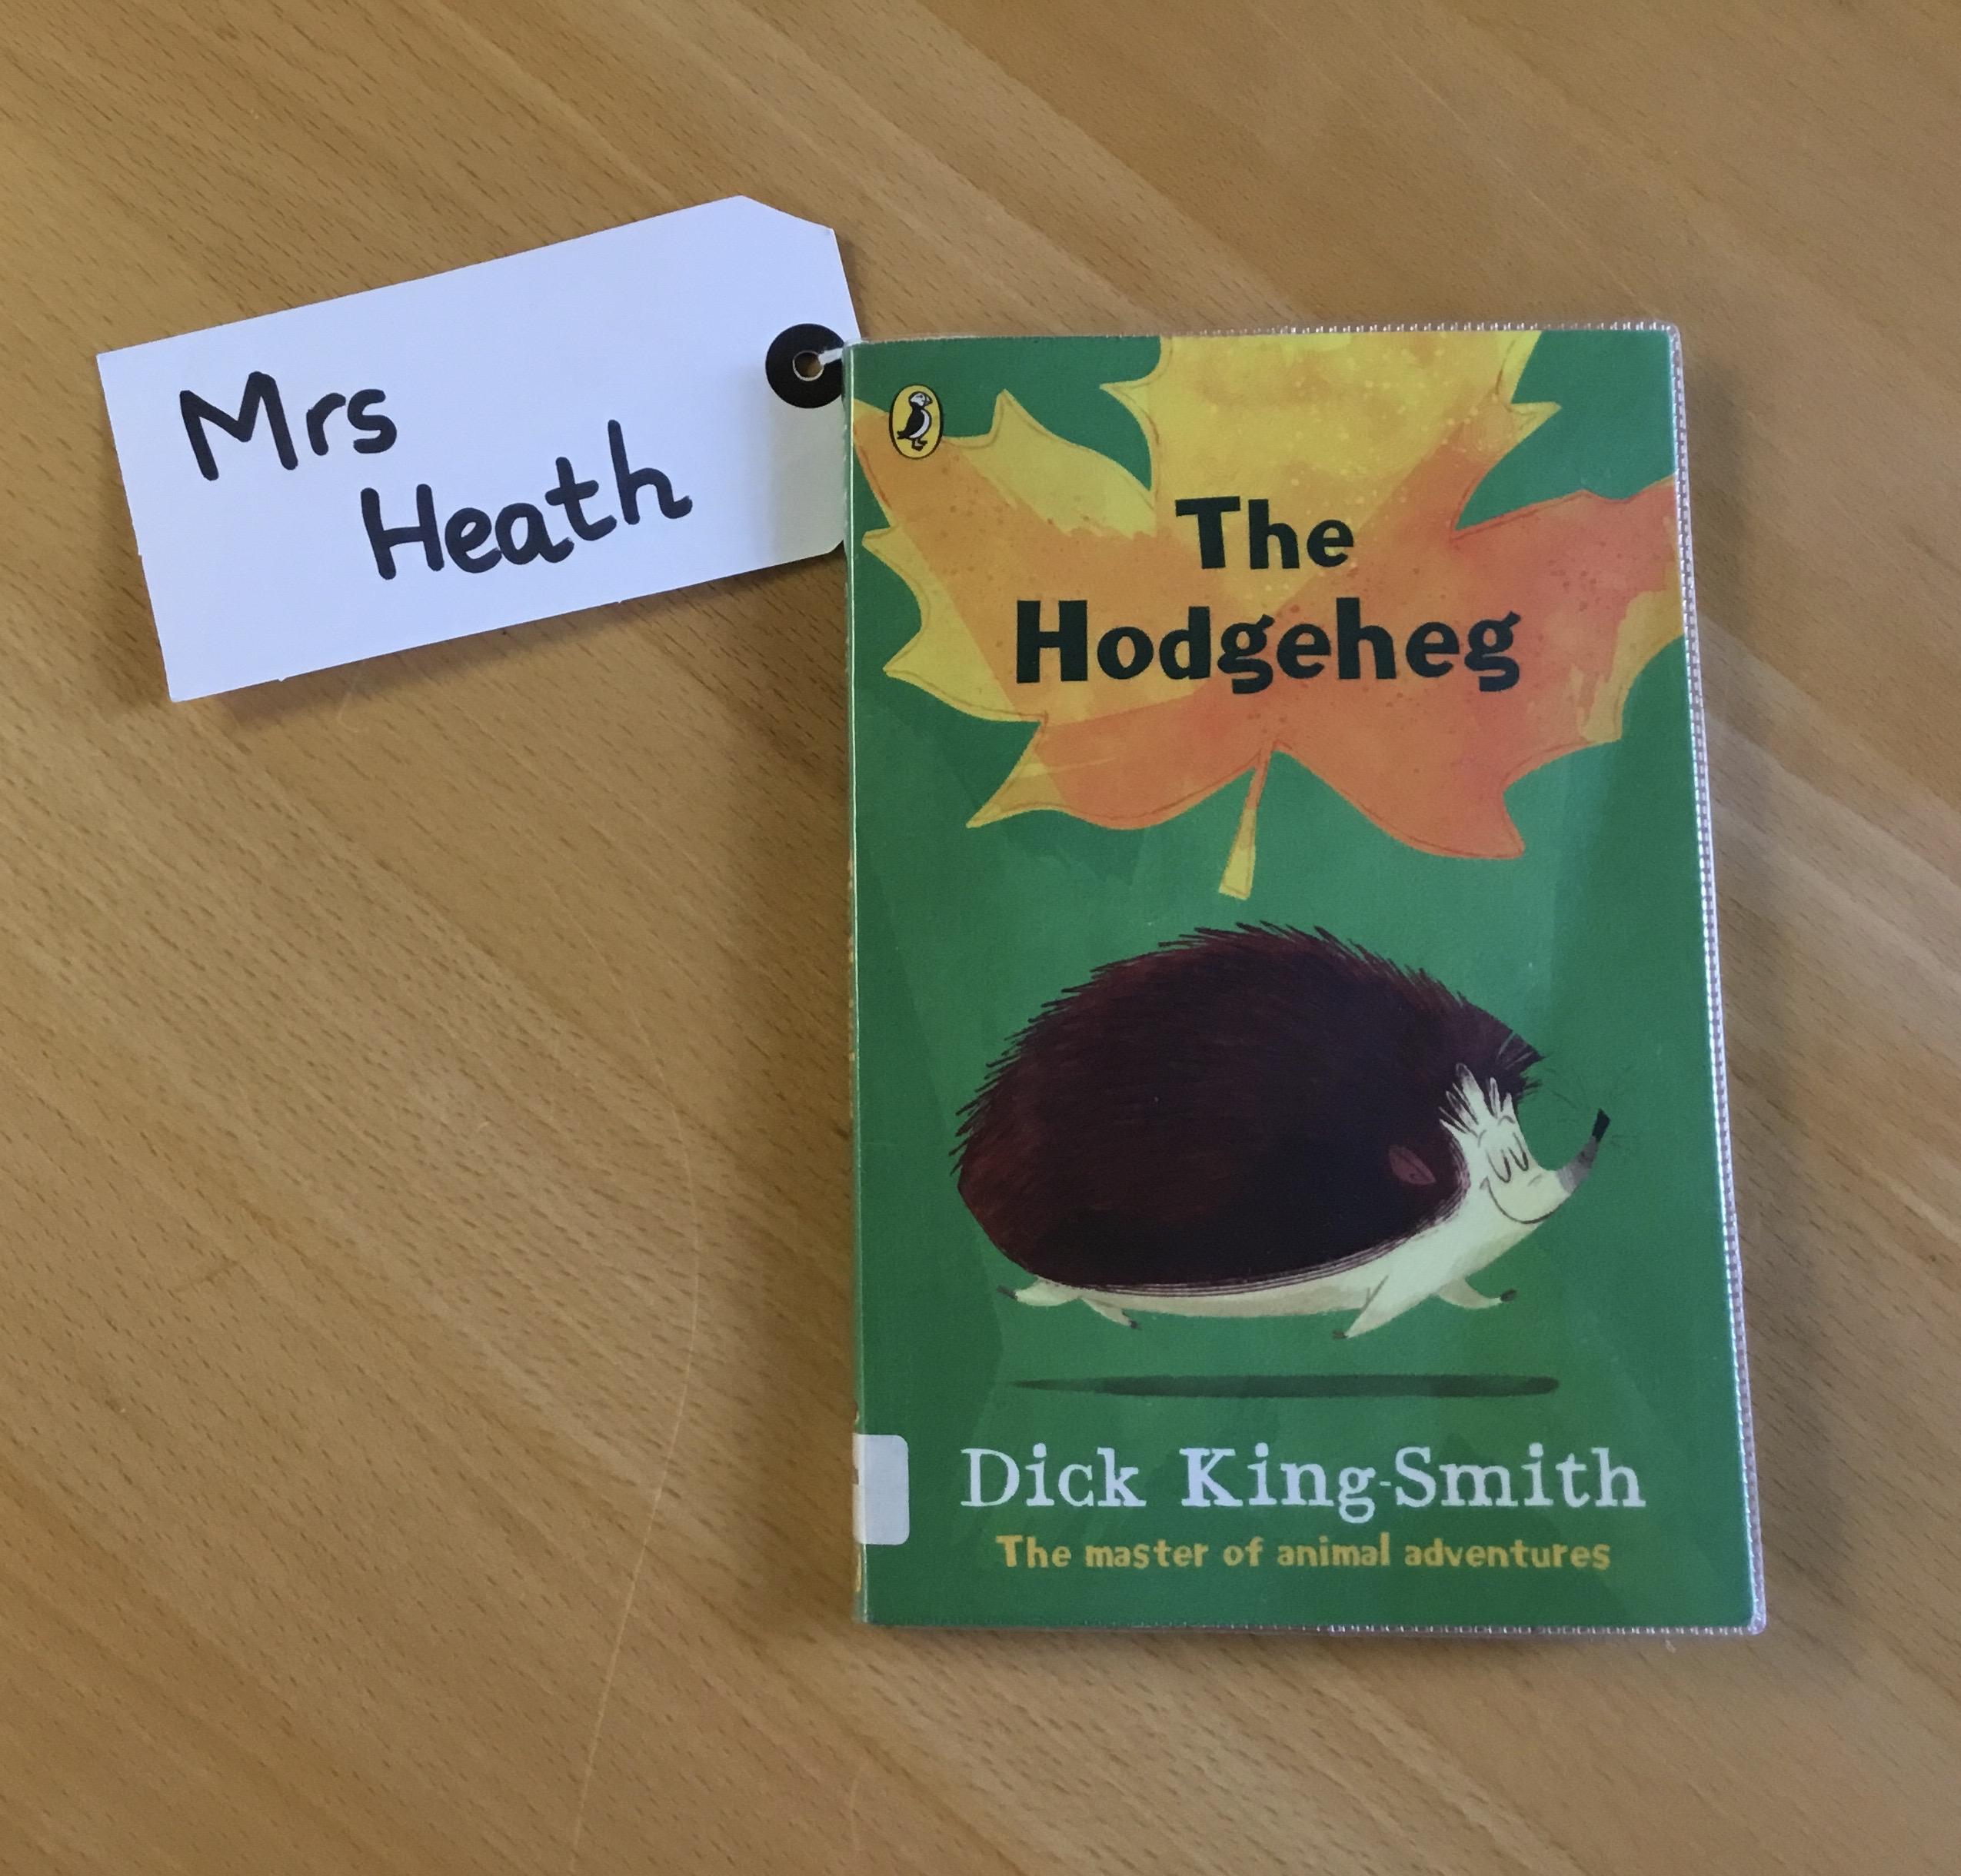 Mrs
Heath
The
Hodgeheg
Dick King-Smith
The master of animal adventures